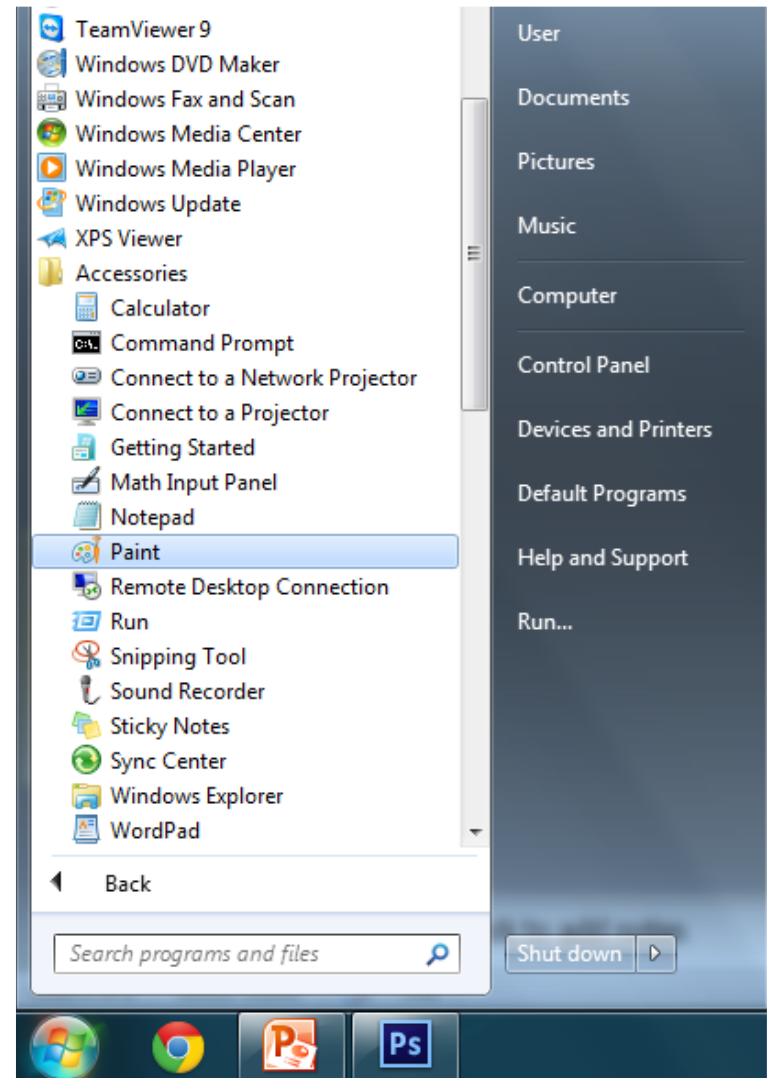 TeamViewer 9
Windows DVD Maker
Windows Fax and Scan
Windows Media Center
Windows Media Player
Windows Update
XPS Viewer
Accessories
Calculator
C:\.
Command Prompt
Connect to a Network Projector
Connect to a Projector
Getting Started
Math Input Panel
Notepad
Paint
Remote Desktop Connection
Run
Snipping Tool
Sound Recorder
Sticky Notes
Sync Center
Windows Explorer
WordPad
Back
Search programs and files
User
Documents
Pictures
Music
Computer
Control Panel
Devices and Printers
Default Programs
Help and Support
Run...
to add notes
Shut down
P
Ps